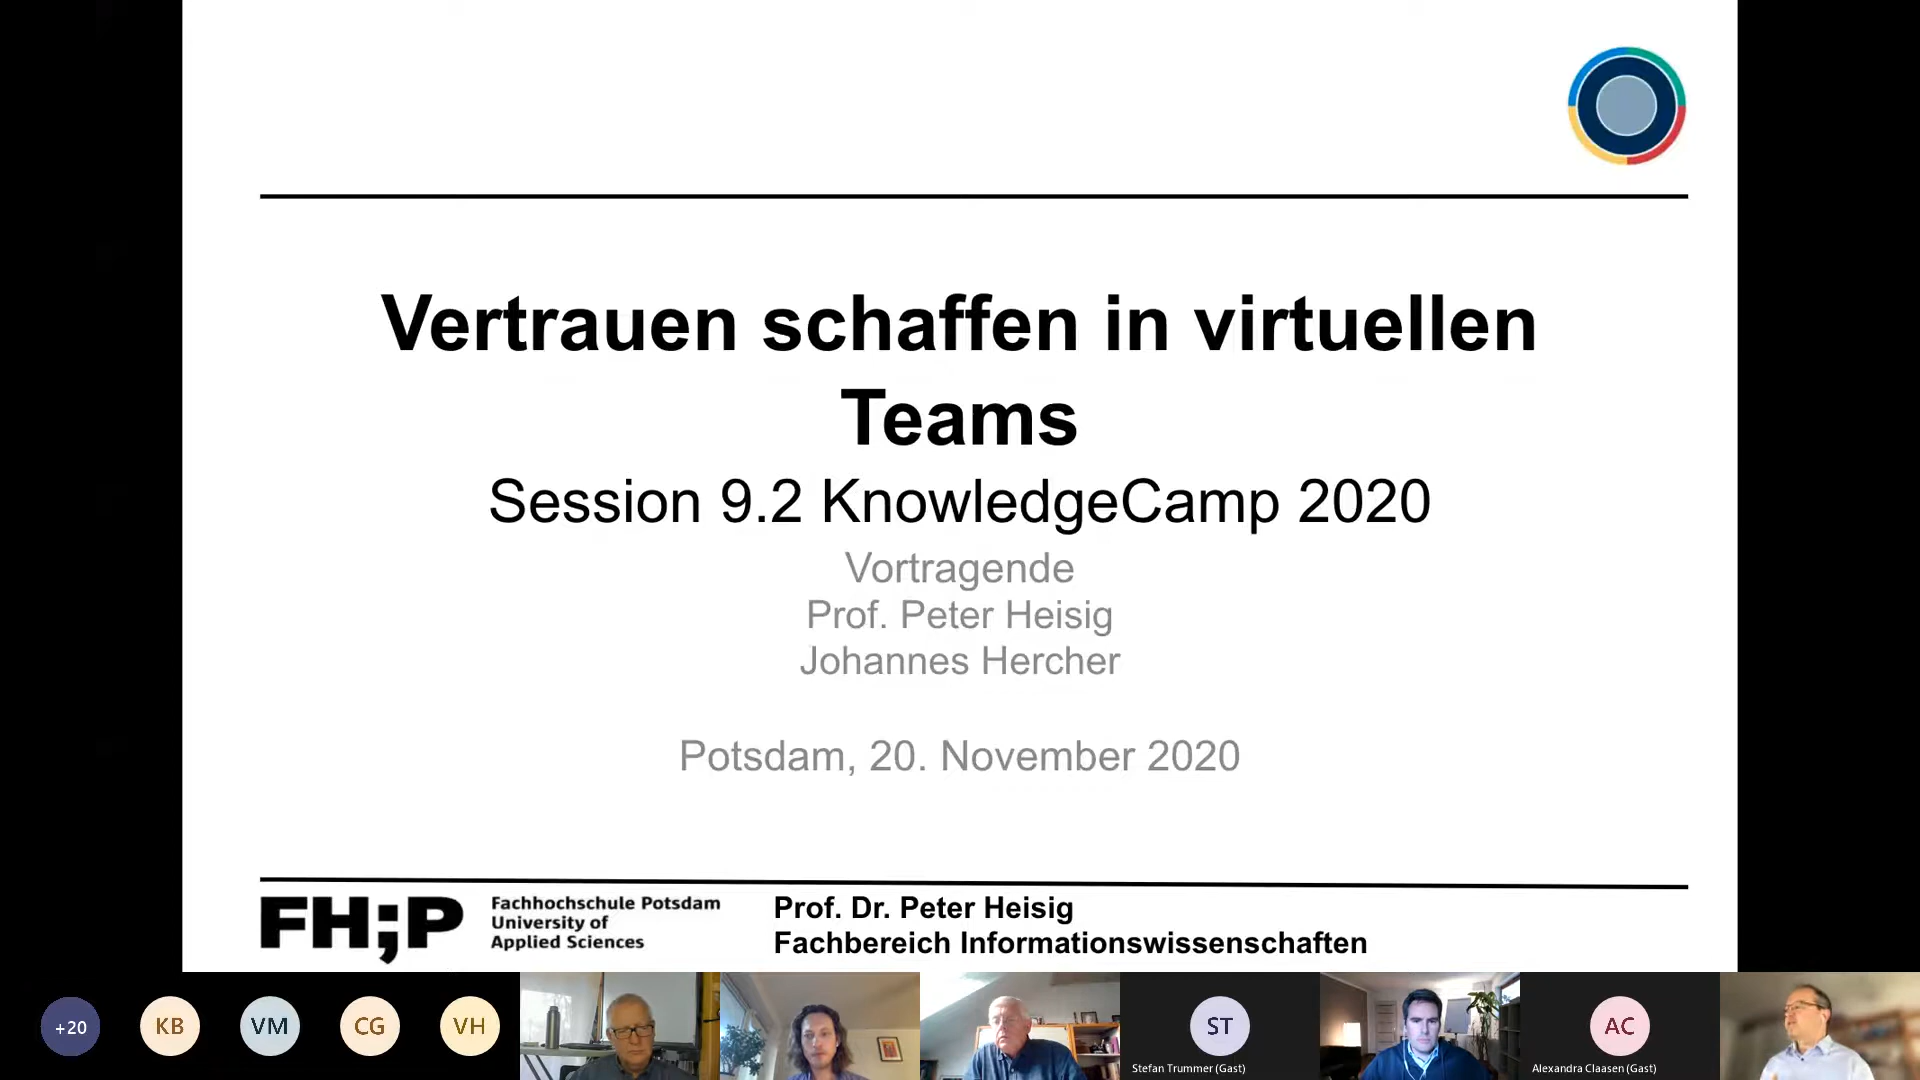 Vertrauen schaffen in virtuellen
Teams
Session 9.2 KnowledgeCamp 2020
Vortragende
Prof. Peter Heisig
Johannes Hercher
Potsdam, 20. November 2020
FH;P
Fachhochschule Potsdam
University of
Applied Sciences
Prof. Dr. Peter Heisig
Fachbereich Informationswissenschaften
+20
KB
VM
CG
VH
ST
Stefan Trummer (Gast)
AC
Alexandra Claasen (Gast)